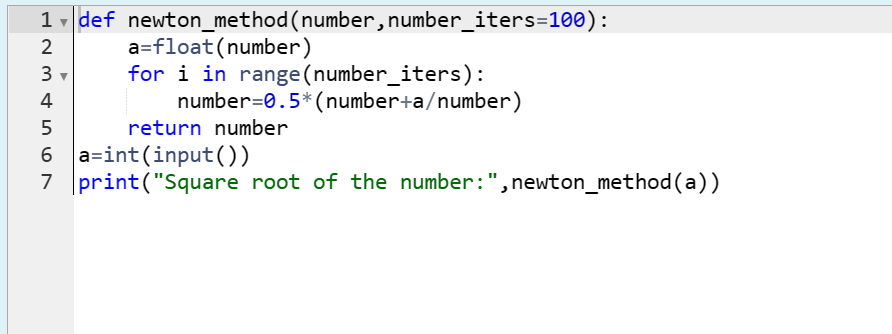 1 def newton_method(number,number_iters=100):
2     a=float(number)
3     for i in range(number_iters):
4         number=0.5*(number+a/number)
5     return number
6 a=int(input())
7 print("Square root of the number:",newton_method(a))